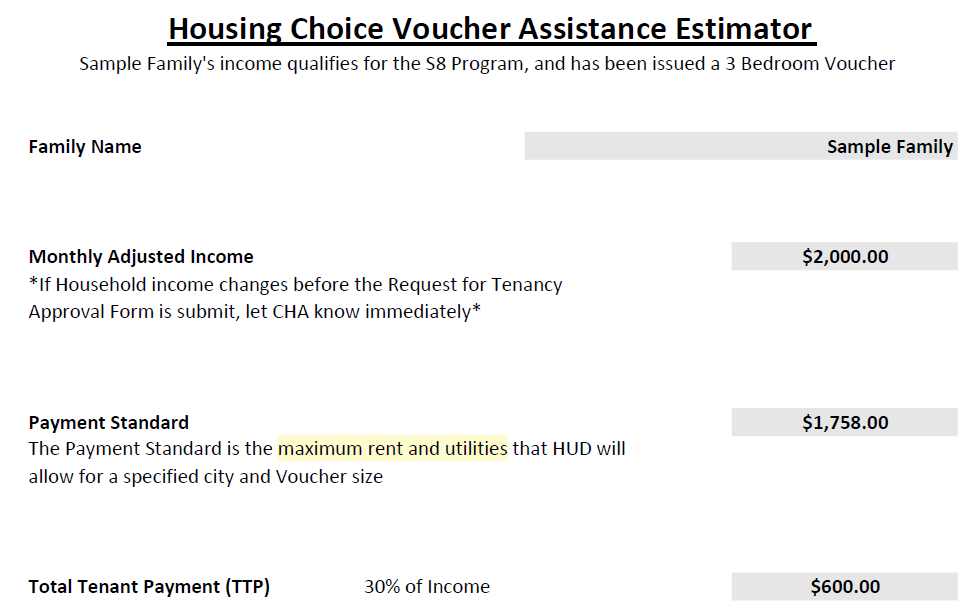 Housing Choice Voucher Assistance Estimator
Sample Family's income qualifies for the S8 Program, and has been issued a 3 Bedroom Voucher
Family Name Sample Family
Monthly Adjusted Income $2,000.00
*If Household income changes before the Request for Tenancy
Approval Form is submit, let CHA know immediately*
Payment Standard $1,758.00
The Payment Standard is the maximum rent and utilities that HUD will
allow for a specified city and Voucher size
Total Tenant Payment (TTP) 30% of Income $600.00